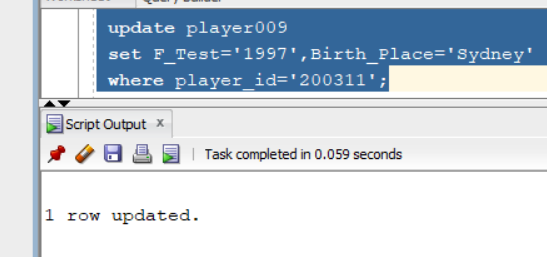 update player009
set F_Test='1997',Birth_Place='Sydney'
where player_id='200311';
Script Output x
Task completed in 0.059 seconds
1 row updated.